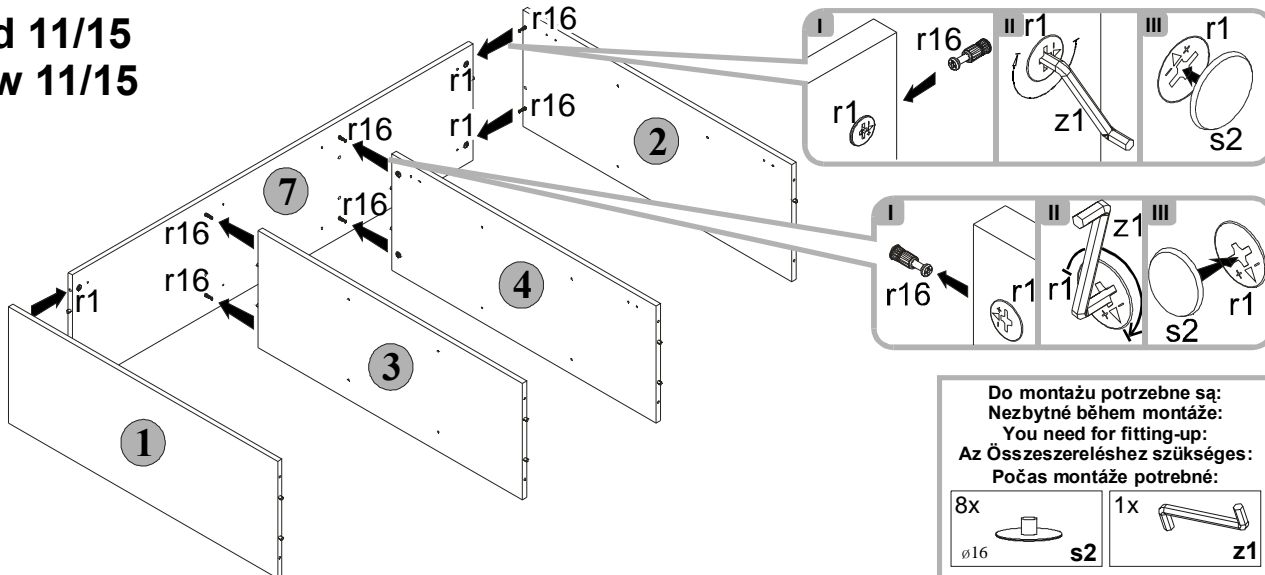 d 11/15
w 11/15
r16
r1
r16
r1
r16
r16
r16
r16
r1
2
7
4
3
1
I
r16
r1
II
r1
z1
III
r1
s2
I
r16
r1
II
z1
r1
III
s2
r1
Do montażu potrzebne są:
Nezbytné během montáže:
You need for fitting-up:
Az Összeszereléshez szükséges:
Počas montáže potrebné:
8x
ø16
s2
1x
z1